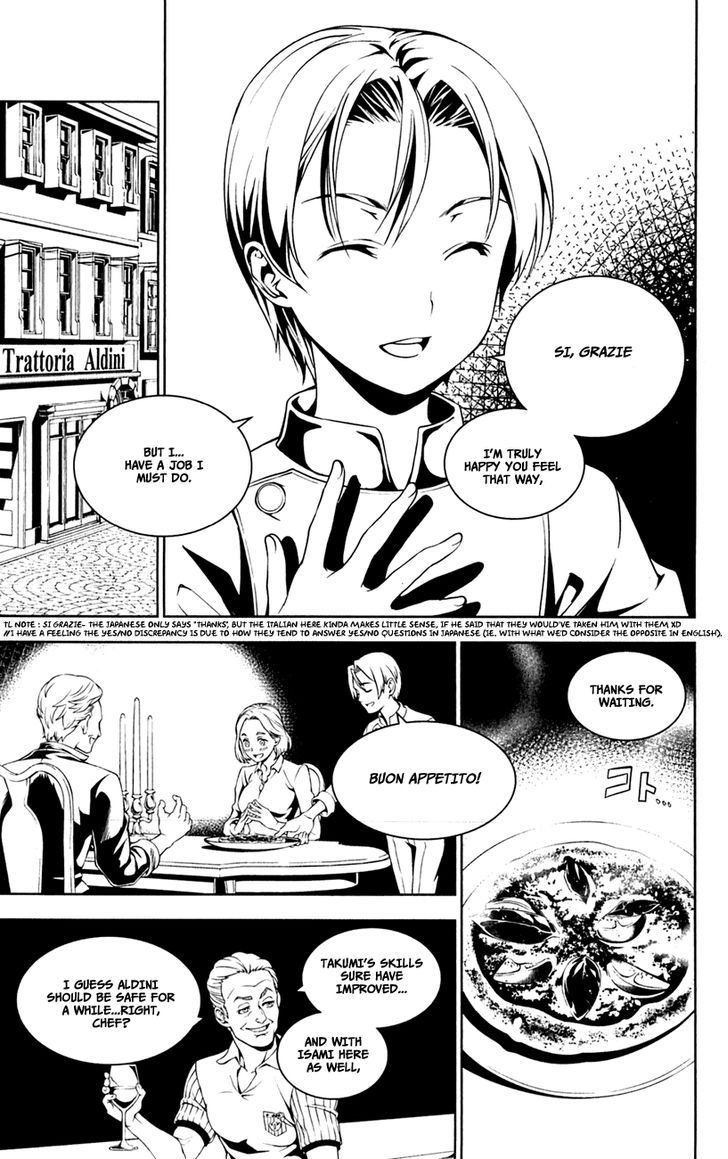 SI, GRAZIE
I'M TRULY
HAPPY YOU FEEL
THAT WAY,
Trattoria Aldini
BUT I...
HAVE A JOB I
MUST DO.
TL NOTE : SI GRAZIE- THE JAPANESE ONLY SAYS 'THANKS', BUT THE ITALIAN HERE KINDA MAKES LITTLE SENSE, IF HE SAID THAT THEY WOULD'VE TAKEN HIM WITH THEM XD
//I HAVE A FEELING THE YES/NO DISCREPANCY IS DUE TO HOW THEY TEND TO ANSWER YES/NO QUESTIONS IN JAPANESE (IE. WITH WHAT WE'D CONSIDER THE OPPOSITE IN ENGLISH).
THANKS FOR
WAITING.
コト...
BUON APPETITO!
TAKUMI'S SKILLS
SURE HAVE
IMPROVED...
AND WITH
ISAMI HERE
AS WELL,
I GUESS ALDINI
SHOULD BE SAFE FOR
A WHILE...RIGHT,
CHEF?